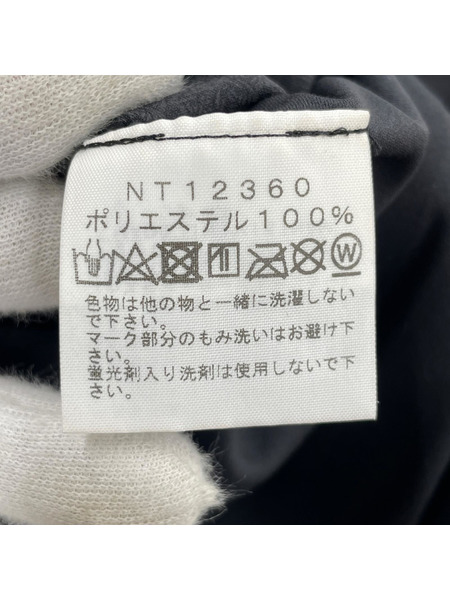 NT12360
ポリエステル100%
W
色物は他の物と一緒に洗濯しない
で下さい。
マーク部分のもみ洗いはお避け下
さい。
蛍光剤入り洗剤は使用しないで下
さい。